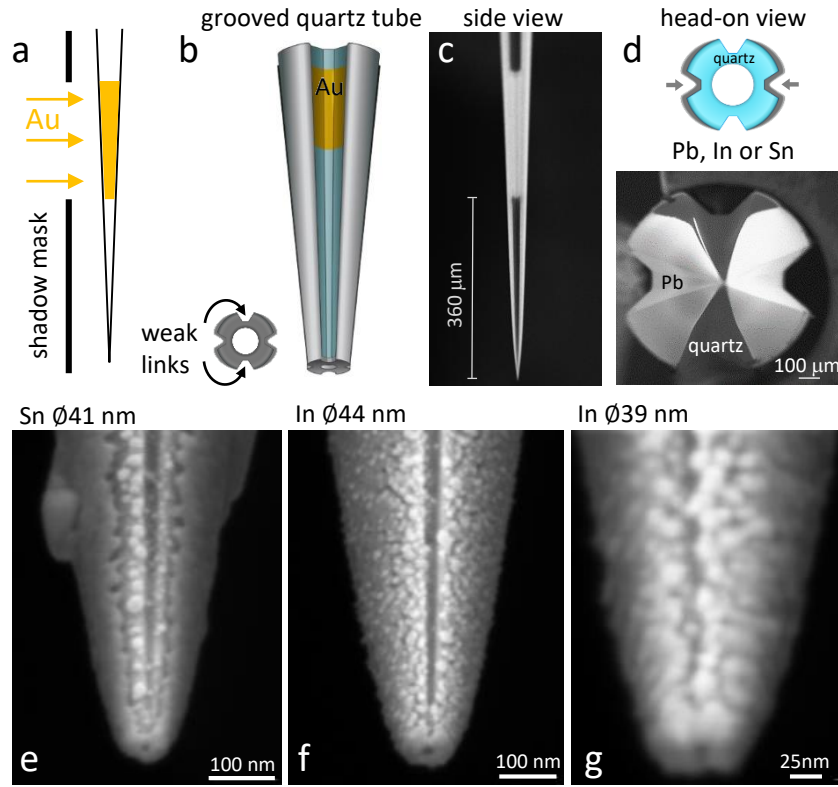 a
Au
shadow mask
b
grooved quartz tube
Au
weak
links
c
side view
360 μm
d
head-on view
quartz
Pb, In or Sn
Pb
quartz
100 μm
Sn Ø41 nm
e
100 nm
In Ø44 nm
f
100 nm
In Ø39 nm
g
25nm